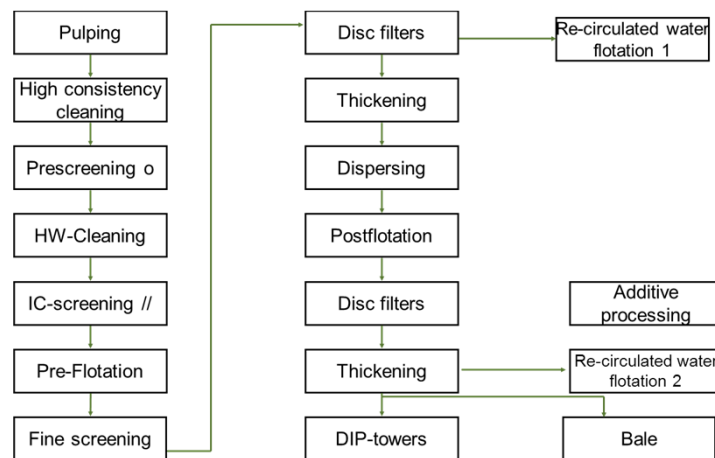 Pulping
High consistency
cleaning
Prescreening o
HW-Cleaning
IC-screening //
Pre-Flotation
Fine screening
Disc filters
Thickening
Dispersing
Postflotation
Disc filters
Thickening
DIP-towers
Re-circulated water
flotation 1
Additive
processing
Re-circulated water
flotation 2
Bale